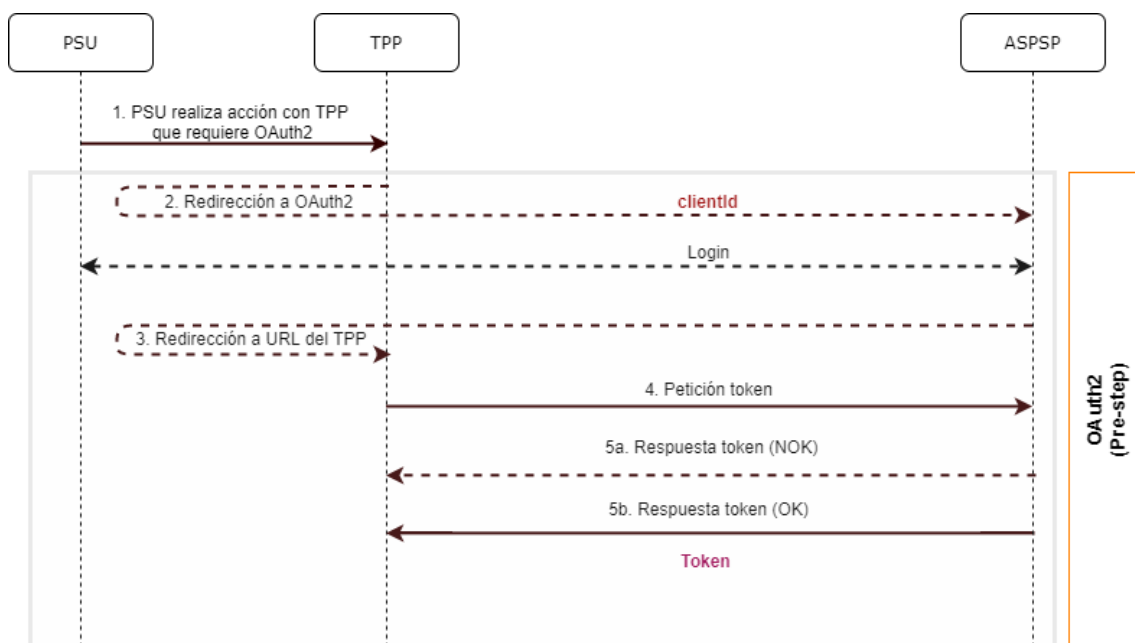 PSU
TPP
ASPSP
1. PSU realiza acción con TPP
que requiere OAuth2
2. Redirección a OAuth2
clientId
Login
3. Redirección a URL del TPP
4. Petición token
5a. Respuesta token (NOK)
5b. Respuesta token (OK)
Token
OAuth2
(Pre-step)